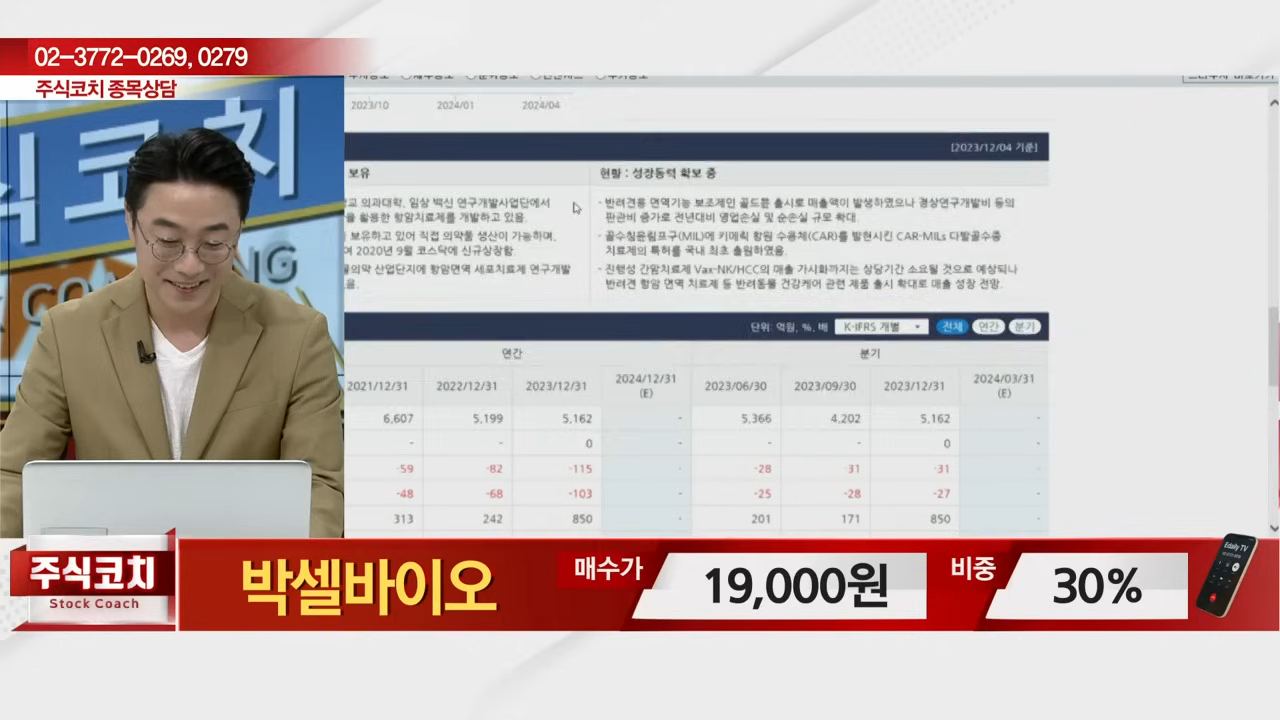 02-3772-0269, 0279
주식코치 종목상담
식코치
NG
2023/10 2024/01 2024/04
[2023/12/04 기준]
보유
현황 : 성장동력 확보 중
교 의과대학, 임상 백신 연구개발사업단에서
을 활용한 항암치료제를 개발하고 있음.
보유하고 있어 직접 의약품 생산이 가능하며,
며 2020년 9월 코스닥에 신규상장함.
물의약 산업단지에 항암면역 세포치료제 연구개발
음.
- 반려견용 면역기능 보조제인 골드뮨 출시로 매출액이 발생하였으나 경상연구개발비 등의
판관비 증가로 전년대비 영업손실 및 순손실 규모 확대.
- 골수침윤림프구(MIL)에 키메릭 항원 수용체(CAR)를 발현시킨 CAR-MILs 다발골수종
치료제의 특허를 국내 최초 출원하였음.
- 진행성 간암치료제 Vax-NK/HCC의 매출 가시화까지는 상당기간 소요될 것으로 예상되나
반려견 항암 면역 치료제 등 반려동물 건강케어 관련 제품 출시 확대로 매출 성장 전망.
단위: 억원, %, 배 K-IFRS 개별 전체 연간 분기
연간 분기
2021/12/31 2022/12/31 2023/12/31 2024/12/31 (E) 2023/06/30 2023/09/30 2023/12/31 2024/03/31 (E)
6,607 5,199 5,162 - 5,366 4,202 5,162 -
- - 0 - - - 0 -
-59 -82 -115 - -28 -31 -31 -
-48 -68 -103 - -25 -28 -27 -
313 242 850 - 201 171 850 -
주식코치
Stock Coach
박셀바이오
매수가
19,000원
비중
30%
Edaily TV